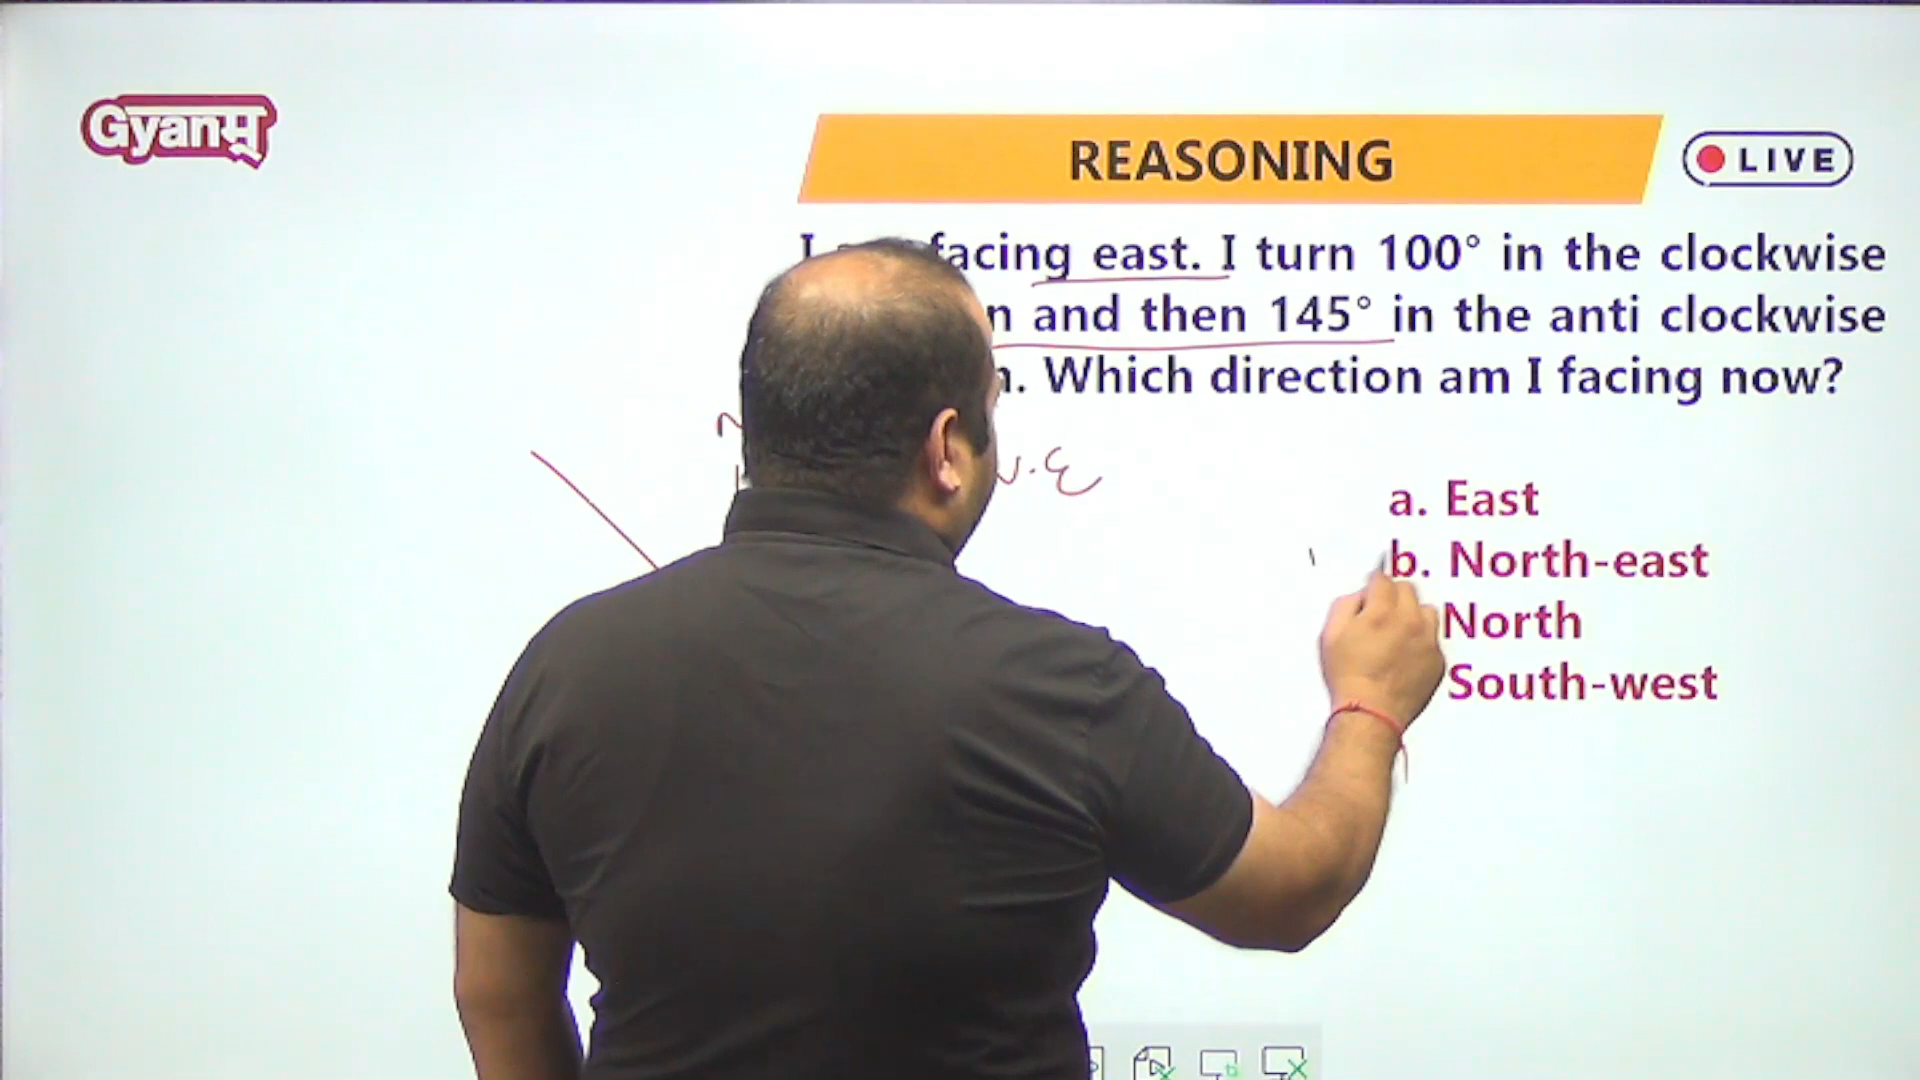 Gyanम्
REASONING
LIVE
I facing east. I turn 100° in the clockwise
and then 145° in the anti clockwise
Which direction am I facing now?
N.E
a. East
b. North-east
North
South-west